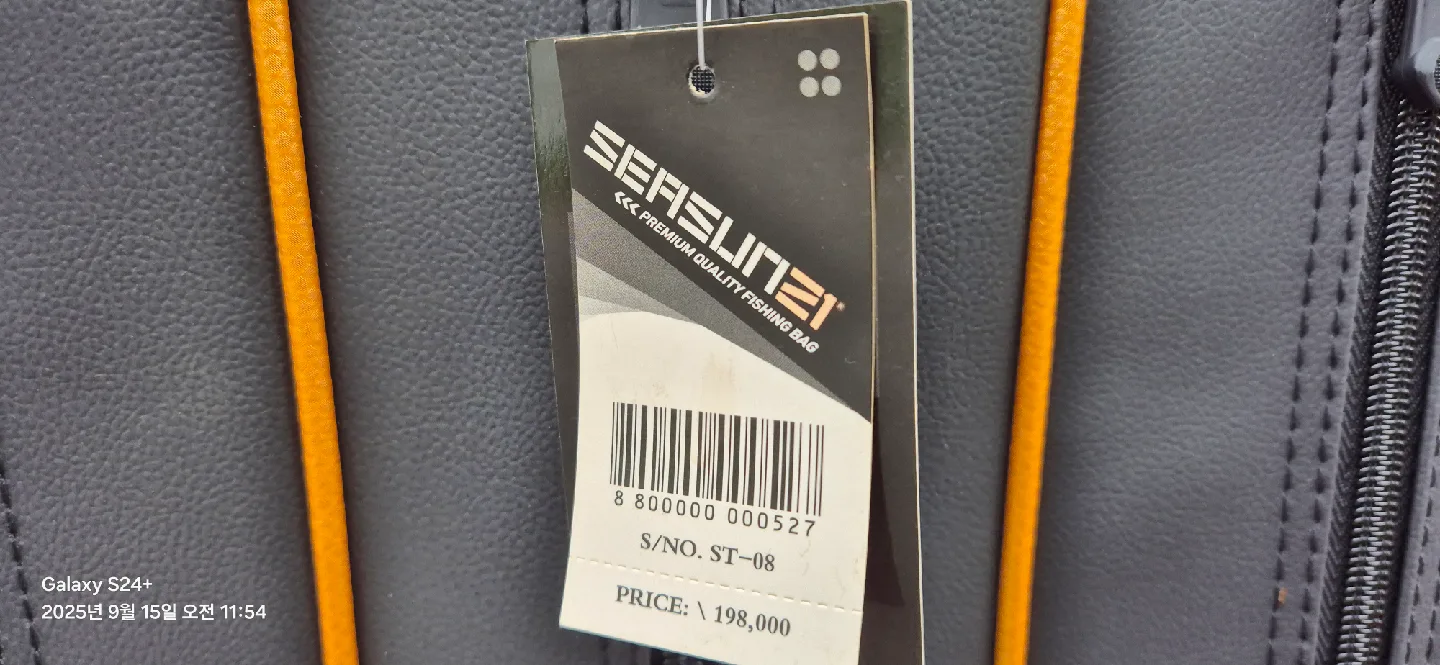 SEASUN21
<<< PREMIUM QUALITY FISHING BAG
8 800000 000527
S/NO. ST-08
PRICE: \ 198,000
Galaxy S24+
2025년 9월 15일 오전 11:54